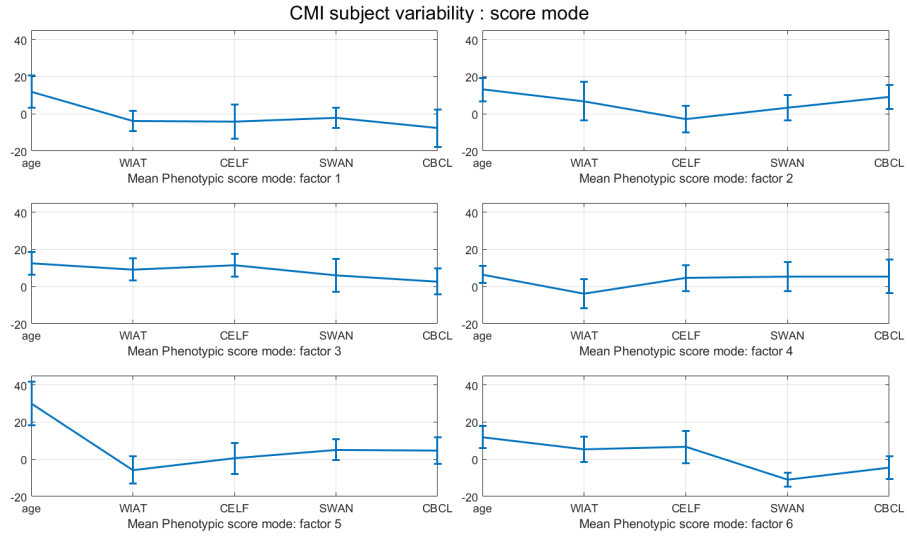 CMI subject variability : score mode
40
20
0
-20
age WIAT CELF SWAN CBCL
Mean Phenotypic score mode: factor 1
40
20
0
-20
age WIAT CELF SWAN CBCL
Mean Phenotypic score mode: factor 2
40
20
0
-20
age WIAT CELF SWAN CBCL
Mean Phenotypic score mode: factor 3
40
20
0
-20
age WIAT CELF SWAN CBCL
Mean Phenotypic score mode: factor 4
40
20
0
-20
age WIAT CELF SWAN CBCL
Mean Phenotypic score mode: factor 5
40
20
0
-20
age WIAT CELF SWAN CBCL
Mean Phenotypic score mode: factor 6